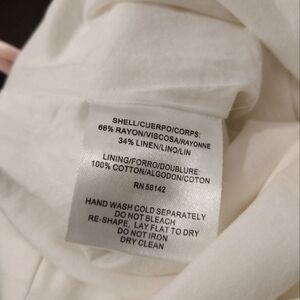 SHELL/CUERPO/CORPS:
66% RAYON/VISCOSA/RAYONNE
34% LINEN/LINO/LIN
LINING/FORRO/DOUBLURE:
100% COTTON/ALGODON/COTON
RN 56142
HAND WASH COLD SEPARATELY
DO NOT BLEACH
RE-SHAPE, LAY FLAT TO DRY
DO NOT IRON
DRY CLEAN